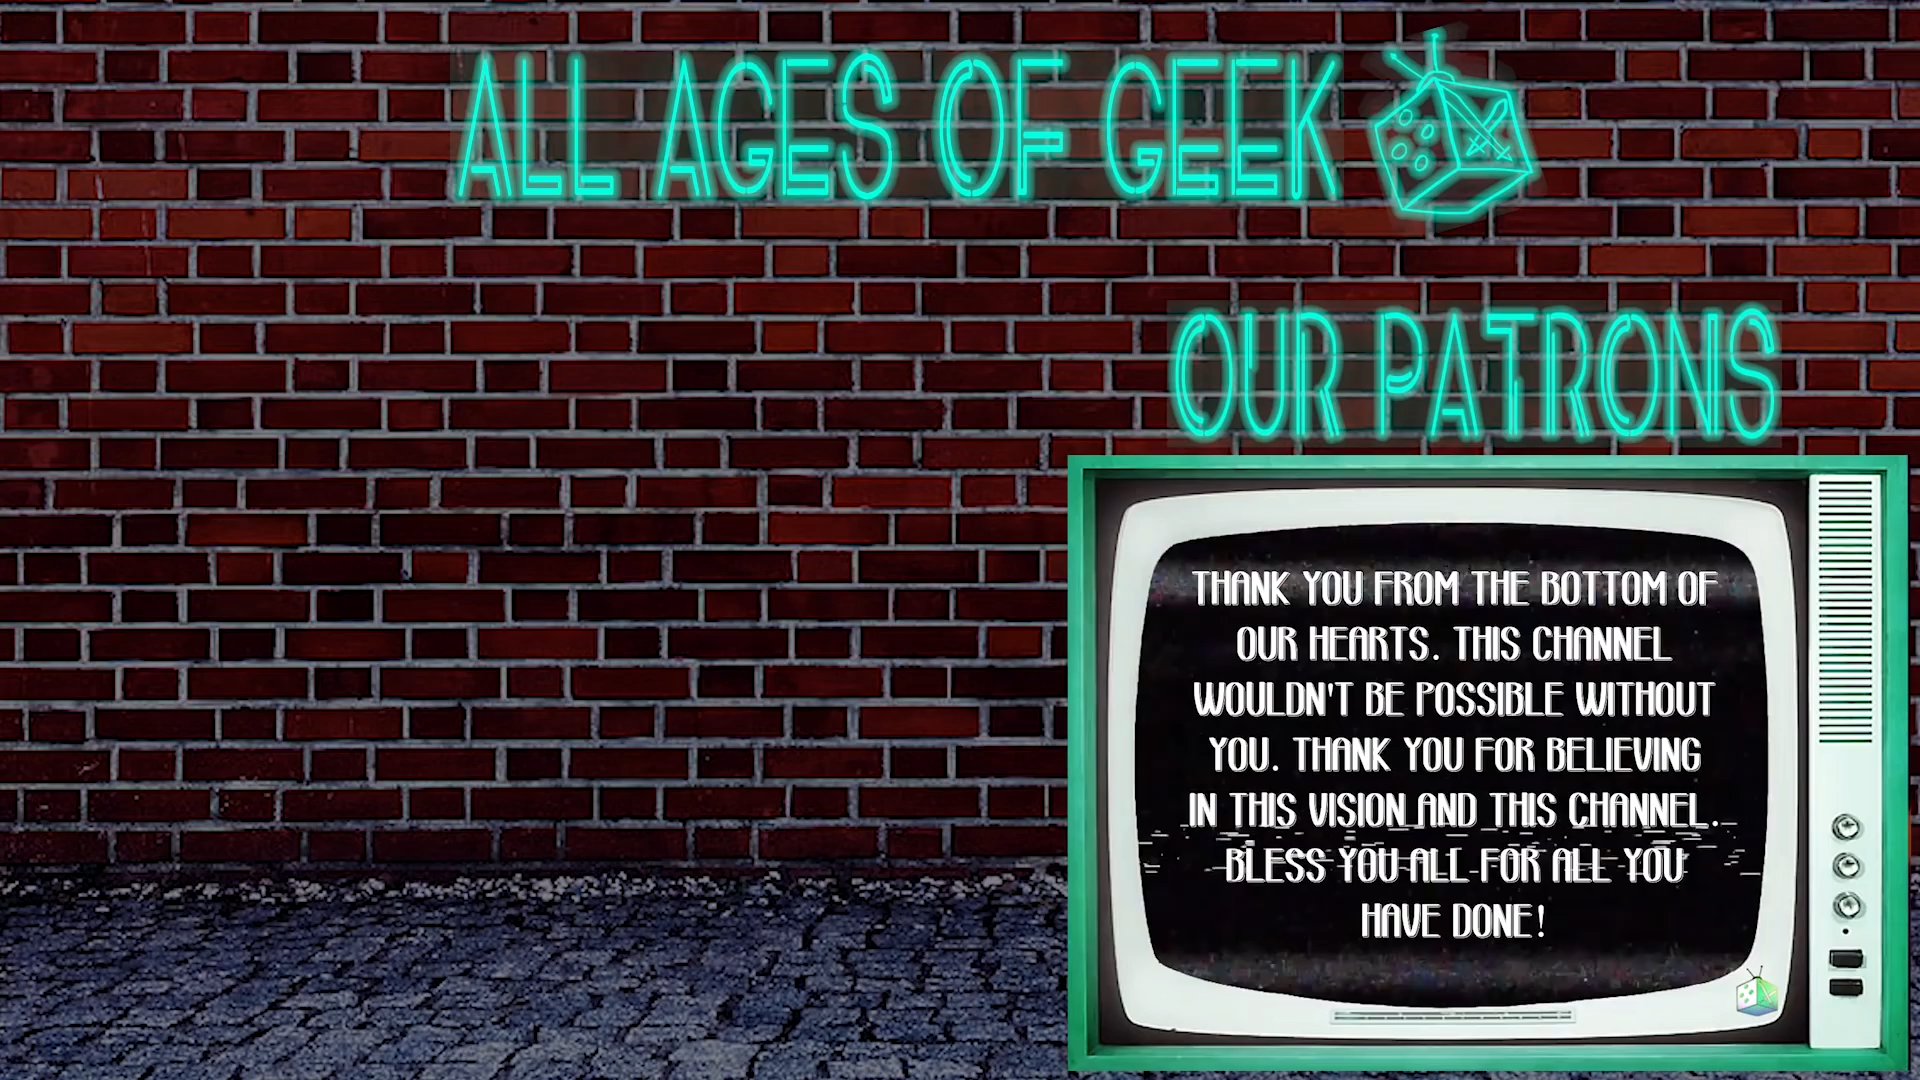 ALL AGES OF GEEK
OUR PATRONS
THANK YOU FROM THE BOTTOM OF
OUR HEARTS. THIS CHANNEL
WOULDN'T BE POSSIBLE WITHOUT
YOU. THANK YOU FOR BELIEVING
IN THIS VISION AND THIS CHANNEL.
BLESS YOU ALL FOR ALL YOU
HAVE DONE!